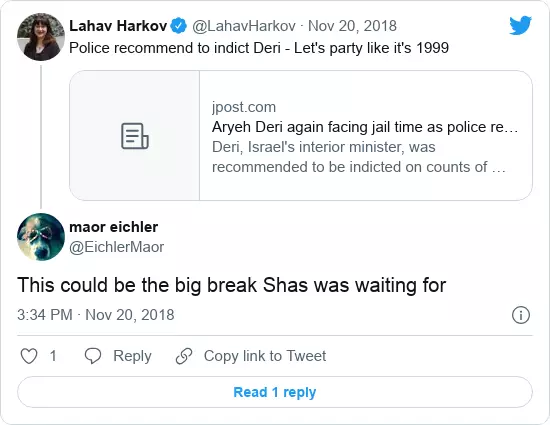 Lahav Harkov @LahavHarkov · Nov 20, 2018
Police recommend to indict Deri - Let's party like it's 1999
jpost.com
Aryeh Deri again facing jail time as police re…
Deri, Israel's interior minister, was
recommended to be indicted on counts of …
maor eichler
@EichlerMaor
This could be the big break Shas was waiting for
3:34 PM · Nov 20, 2018
1 Reply Copy link to Tweet
Read 1 reply